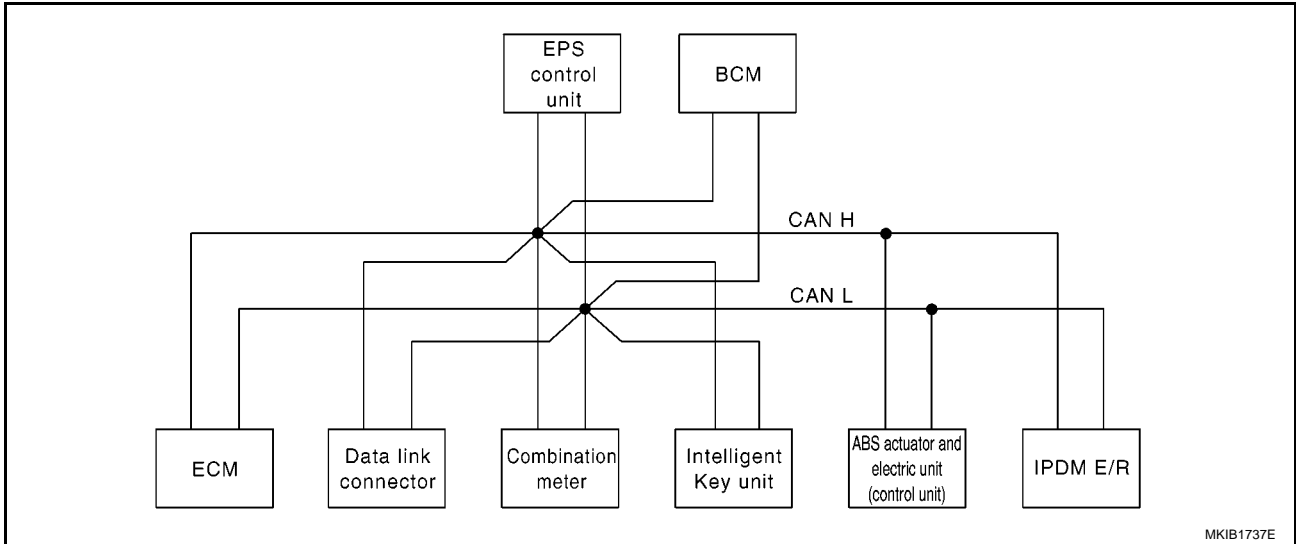 EPS
control
unit
BCM
CAN H
CAN L
ECM
Data link
connector
Combination
meter
Intelligent
Key unit
ABS actuator and
electric unit
(control unit)
IPDM E/R
MKIB1737E